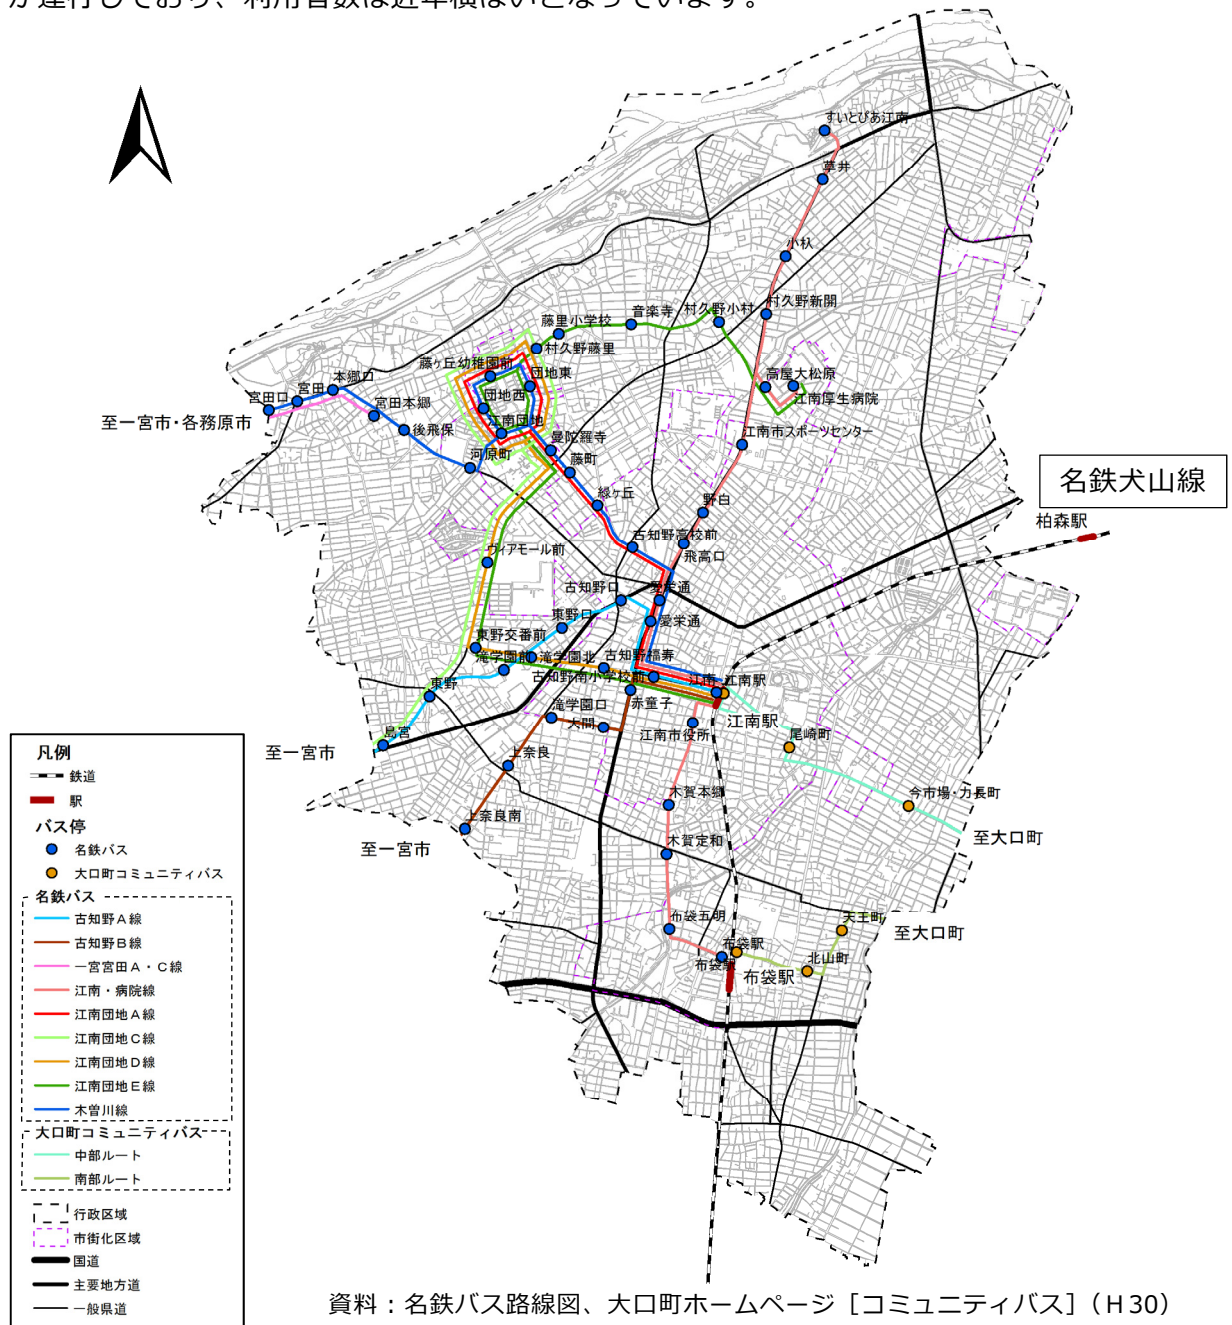 が運行しており、利用者数は近年横ばいとなっています。
すいとぴあ江南
草井
小杁
村久野新開
村久野小村
音楽寺
藤里小学校
村久野藤里
藤ヶ丘幼稚園前
団地東
団地西
江南団地
高屋大松原
江南厚生病院
本郷口
宮田
宮田口
宮田本郷
後飛保
河原町
至一宮市・各務原市
曼陀羅寺
藤町
緑ヶ丘
江南市スポーツセンター
名鉄犬山線
柏森駅
野白
古知野高校前
飛高口
ヴィアモール前
古知野口
愛栄通
愛栄通
東野口
東野交番前
滝学園前
滝学園北
古知野福寿
古知野南小学校前
江南
江南駅
東野
赤童子
滝学園口
大間
江南駅
江南市役所
尾崎町
島宮
至一宮市
上奈良
木賀本郷
今市場・力長町
至大口町
上奈良南
至一宮市
木賀定和
布袋五明
天王町
至大口町
布袋駅
布袋駅
北山町
布袋駅
凡例
鉄道
駅
バス停
名鉄バス
大口町コミュニティバス
名鉄バス
古知野A線
古知野B線
一宮宮田A・C線
江南・病院線
江南団地A線
江南団地C線
江南団地D線
江南団地E線
木曽川線
大口町コミュニティバス
中部ルート
南部ルート
行政区域
市街化区域
国道
主要地方道
一般県道
資料：名鉄バス路線図、大口町ホームページ［コミュニティバス］（H30）